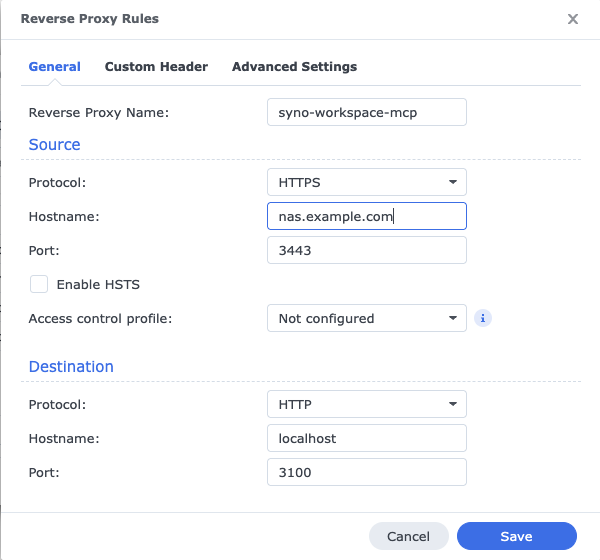 Reverse Proxy Rules
General Custom Header Advanced Settings
Reverse Proxy Name: syno-workspace-mcp
Source
Protocol: HTTPS
Hostname: nas.example.com
Port: 3443
Enable HSTS
Access control profile: Not configured i
Destination
Protocol: HTTP
Hostname: localhost
Port: 3100
Cancel Save